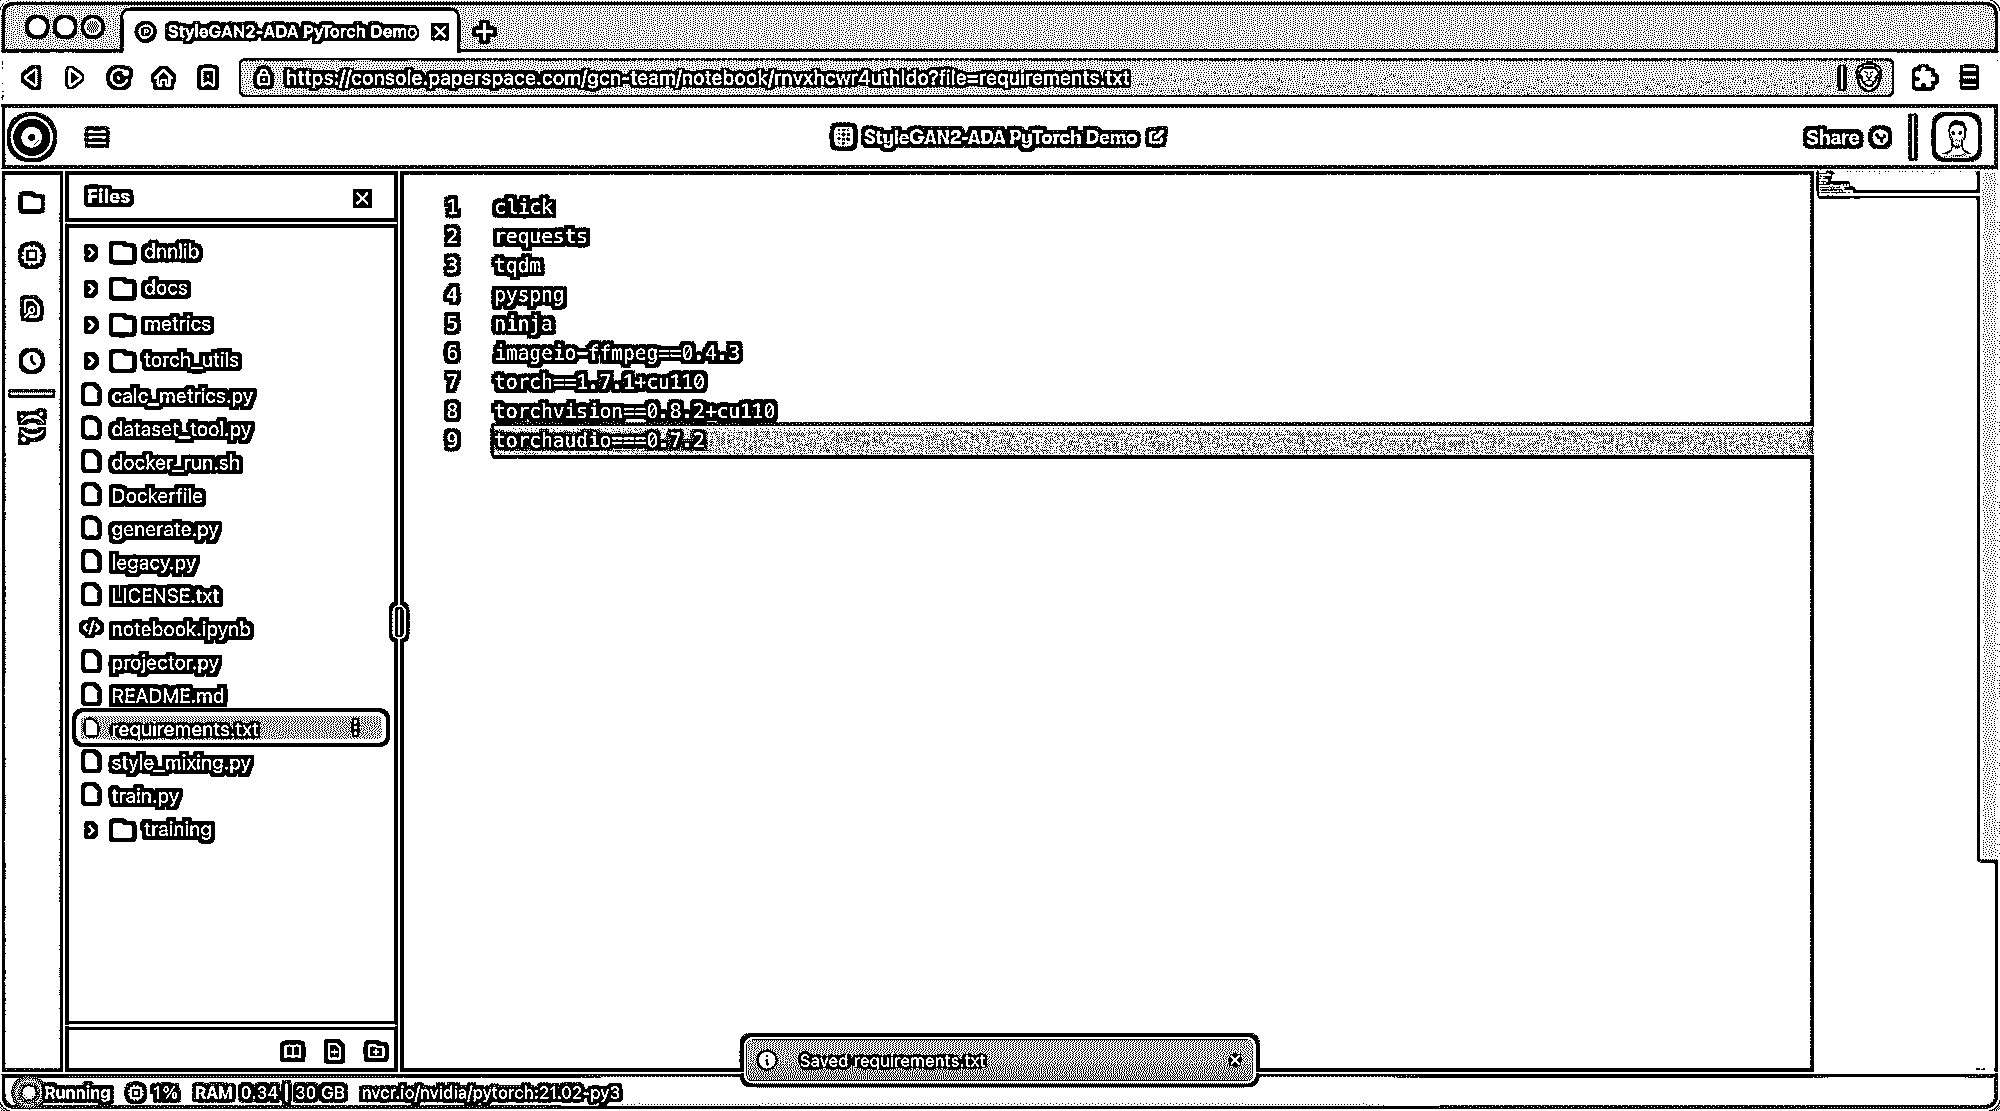 StyleGAN2-ADA PyTorch Demo
https://console.paperspace.com/gcn-team/notebook/rnvxhcwr4uthldo?file=requirements.txt
StyleGAN2-ADA PyTorch Demo
Share
Files
dnnlib
docs
metrics
torch_utils
calc_metrics.py
dataset_tool.py
docker_run.sh
Dockerfile
generate.py
legacy.py
LICENSE.txt
notebook.ipynb
projector.py
README.md
requirements.txt
style_mixing.py
train.py
training
1 click
2 requests
3 tqdm
4 pyspng
5 ninja
6 imageio-ffmpeg==0.4.3
7 torch==1.7.1+cu110
8 torchvision==0.8.2+cu110
9 torchaudio===0.7.2
Saved requirements.txt
Running 1% RAM 0.34 | 30 GB nvcr.io/nvidia/pytorch:21.02-py3